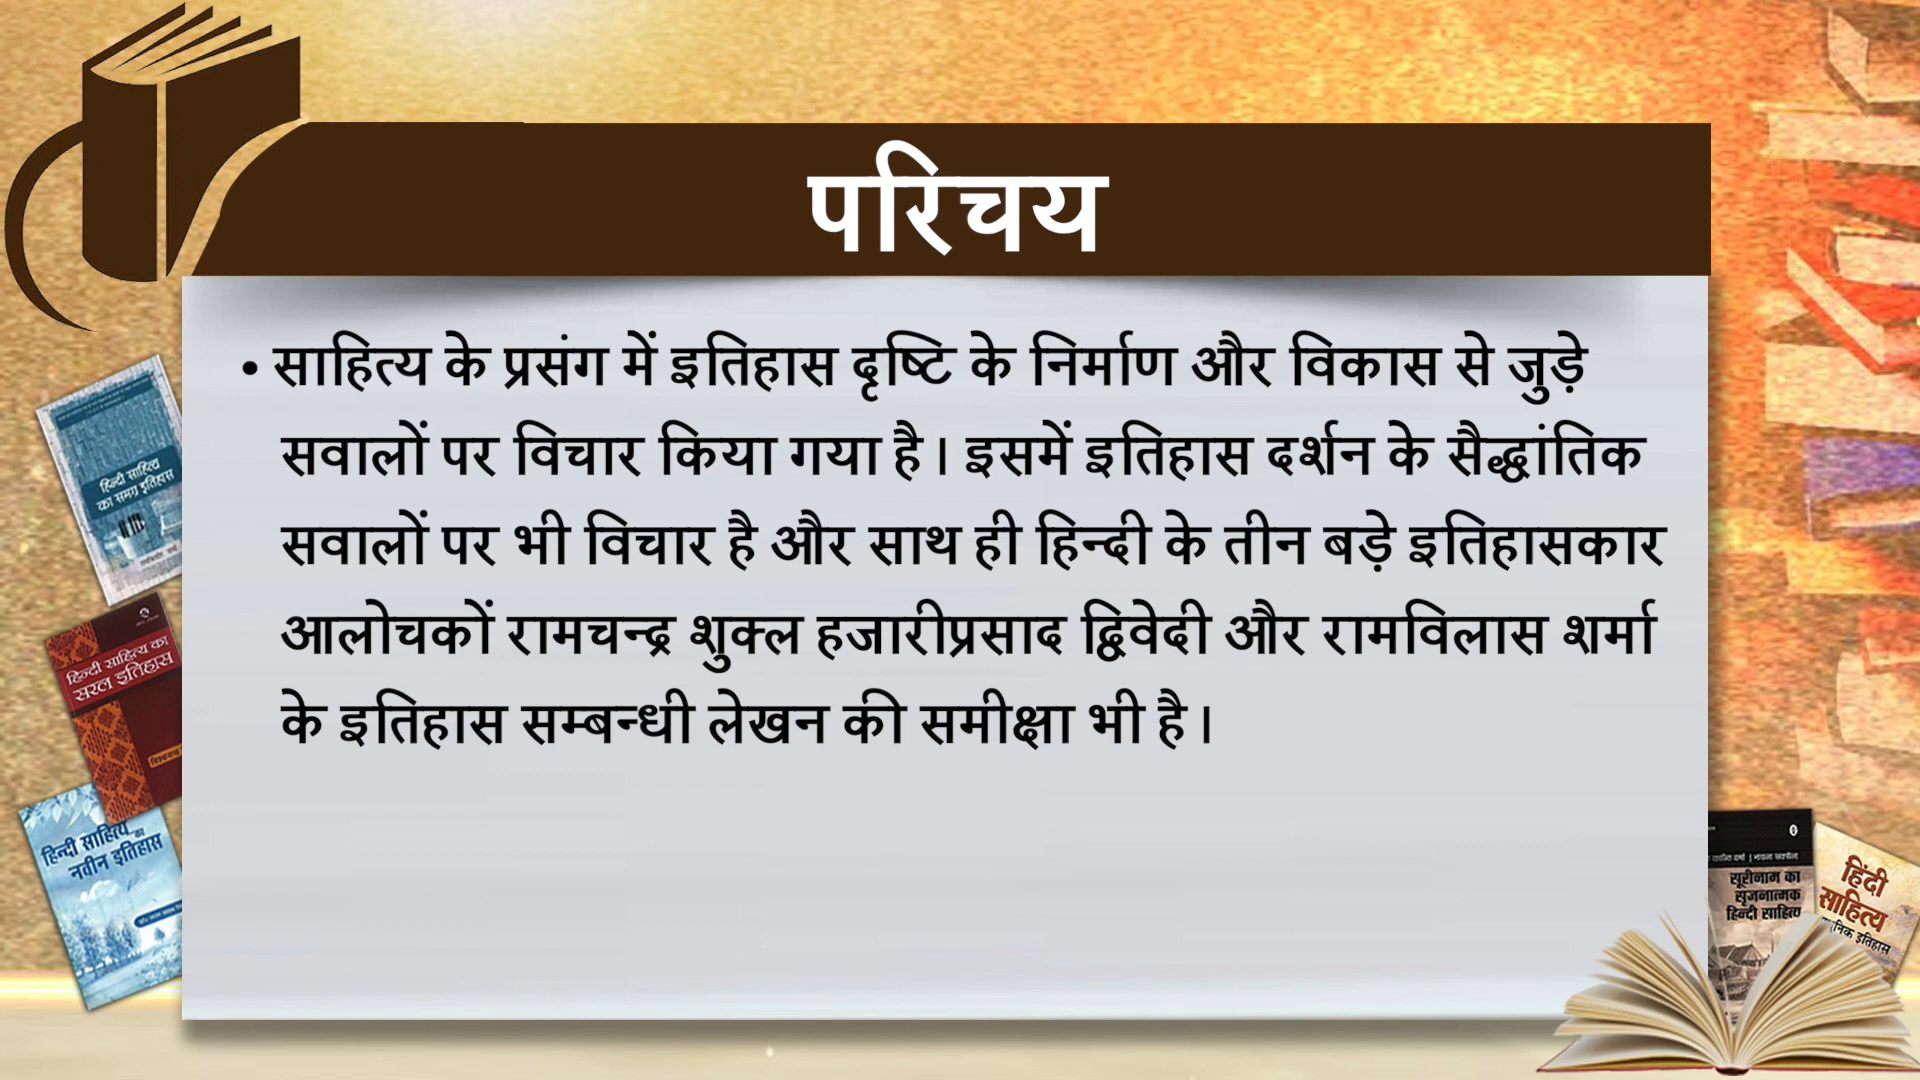 परिचय
• साहित्य के प्रसंग में इतिहास दृष्टि के निर्माण और विकास से जुड़े
सवालों पर विचार किया गया है। इसमें इतिहास दर्शन के सैद्धांतिक
सवालों पर भी विचार है और साथ ही हिन्दी के तीन बड़े इतिहासकार
आलोचकों रामचन्द्र शुक्ल हजारीप्रसाद द्विवेदी और रामविलास शर्मा
के इतिहास सम्बन्धी लेखन की समीक्षा भी है।
हिन्दी साहित्य
का समग्र इतिहास
हिन्दी साहित्य का
सरल इतिहास
हिन्दी साहित्य का
नवीन इतिहास
सूरीनाम का
सृजनात्मक
हिन्दी साहित्य
हिंदी
साहित्य
इतिहास